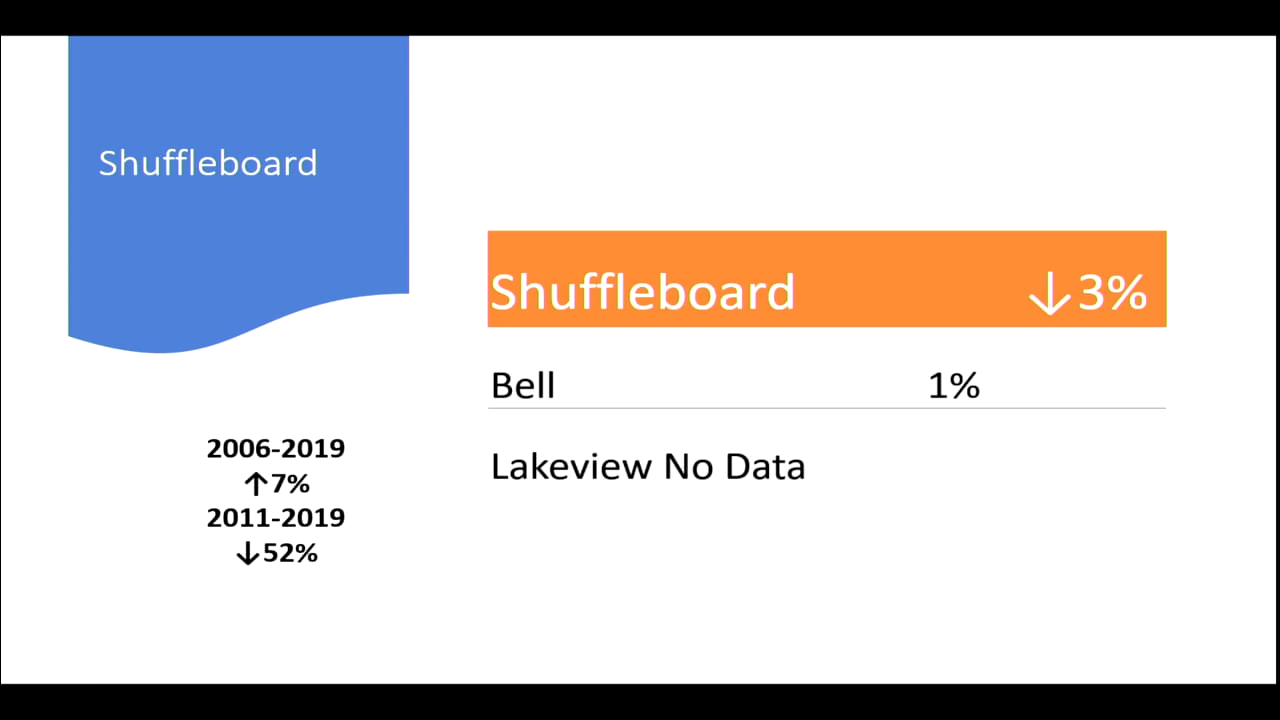 Shuffleboard
Shuffleboard ↓3%
Bell 1%
Lakeview No Data
2006-2019
↑7%
2011-2019
↓52%